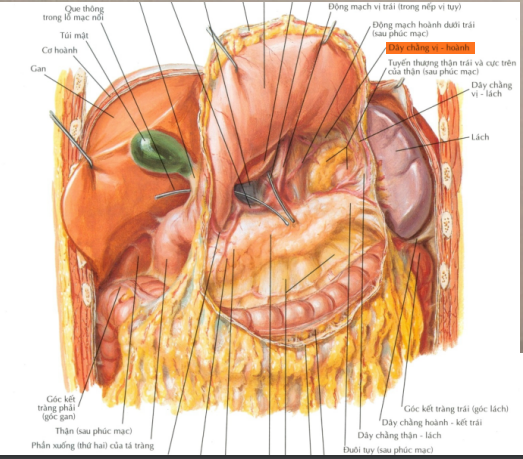 Que thông
trong lỗ mạc nối
Túi mật
Cơ hoành
Gan
Động mạch vị trái (trong nếp vị tụy)
Động mạch hoành dưới trái
(sau phúc mạc)
Dây chằng vị - hoành
Tuyến thượng thận trái và cực trên
của thận (sau phúc mạc)
Dây chằng
vị - lách
Lách
Góc kết
tràng phải
(góc gan)
Thận (sau phúc mạc)
Phần xuống (thứ hai) của tá tràng
Góc kết tràng trái (góc lách)
Dây chằng hoành - kết trái
Dây chằng thận - lách
Đuôi tụy (sau phúc mạc)